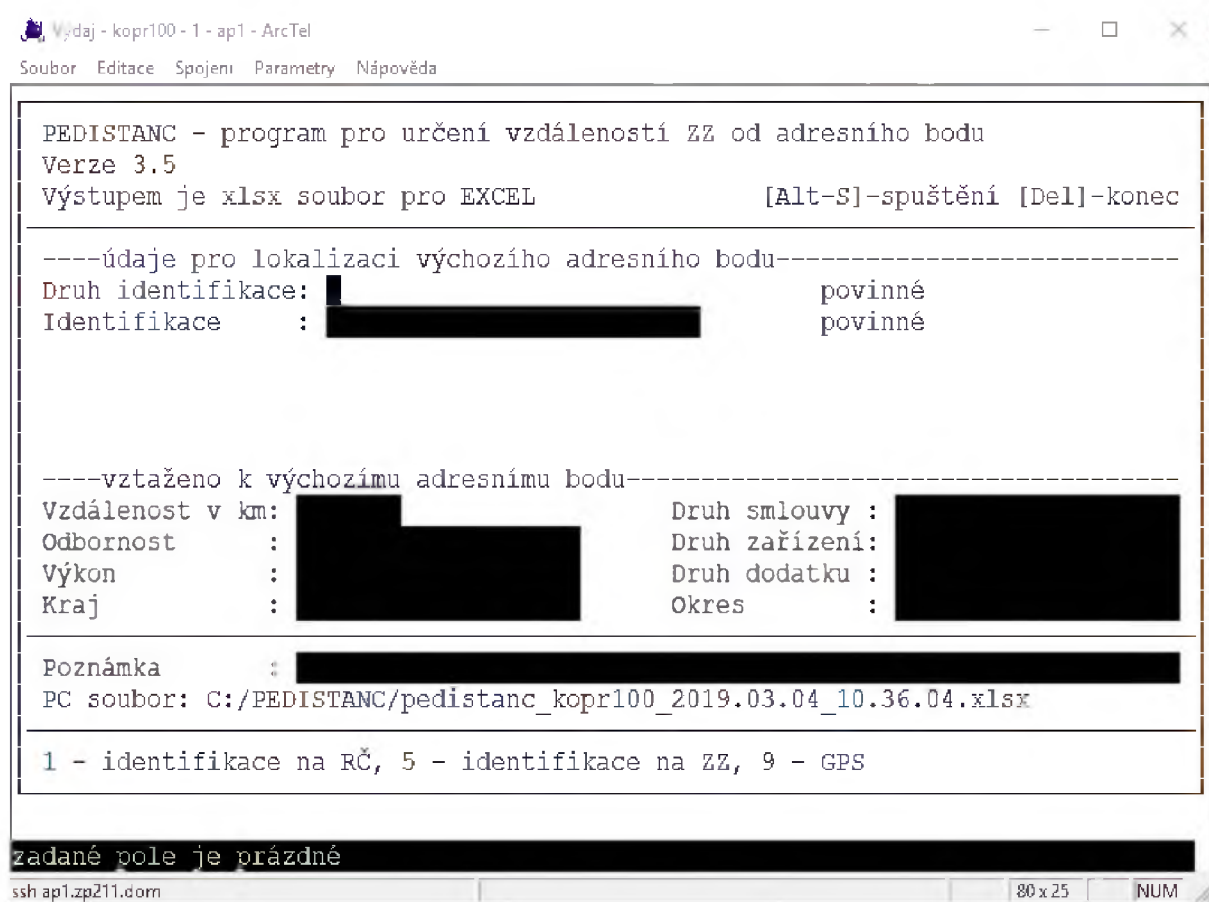 Výdaj - kopr100 - 1 - ap1 - ArcTel
Soubor Editace Spojení Parametry Nápověda
PEDISTANC - program pro určení vzdáleností ZZ od adresního bodu
Verze 3.5
Výstupem je xlsx soubor pro EXCEL [Alt-S]-spuštění [Del]-konec
----údaje pro lokalizaci výchozího adresního bodu---------------------------
Druh identifikace: povinné
Identifikace : povinné
----vztaženo k výchozímu adresnímu bodu-------------------------------------
Vzdálenost v km: Druh smlouvy :
Odbornost : Druh zařízení:
Výkon : Druh dodatku :
Kraj : Okres :
Poznámka :
PC soubor: C:/PEDISTANC/pedistanc_kopr100_2019.03.04_10.36.04.xlsx
1 - identifikace na RČ, 5 - identifikace na ZZ, 9 - GPS
zadané pole je prázdné
ssh ap1.zp211.dom 80 x 25 NUM